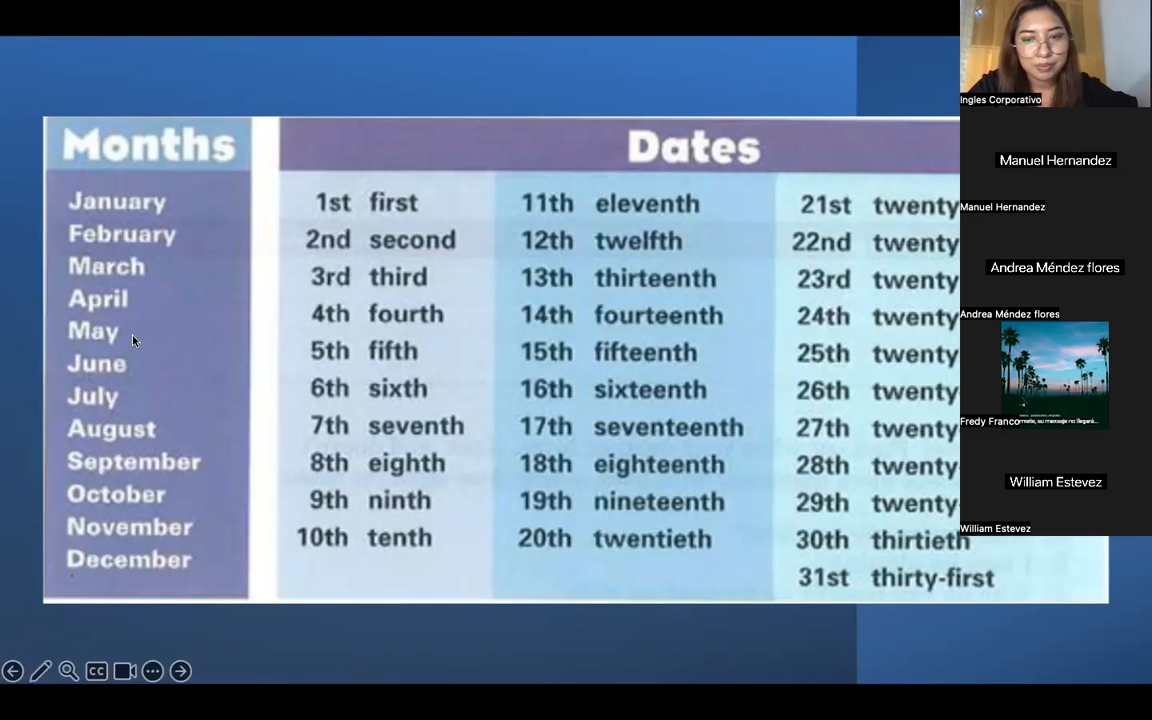 Months
January
February
March
April
May
June
July
August
September
October
November
December
Dates
1st first
2nd second
3rd third
4th fourth
5th fifth
6th sixth
7th seventh
8th eighth
9th ninth
10th tenth
11th eleventh
12th twelfth
13th thirteenth
14th fourteenth
15th fifteenth
16th sixteenth
17th seventeenth
18th eighteenth
19th nineteenth
20th twentieth
21st twenty
22nd twenty
23rd twenty
24th twenty
25th twenty
26th twenty
27th twenty
28th twenty
29th twenty-
30th thirtieth
31st thirty-first
CC
Ingles Corporativo
Manuel Hernandez
Manuel Hernandez
Andrea Méndez flores
Andrea Méndez flores
su mensaje no llegará...
Fredy Franco
William Estevez
William Estevez